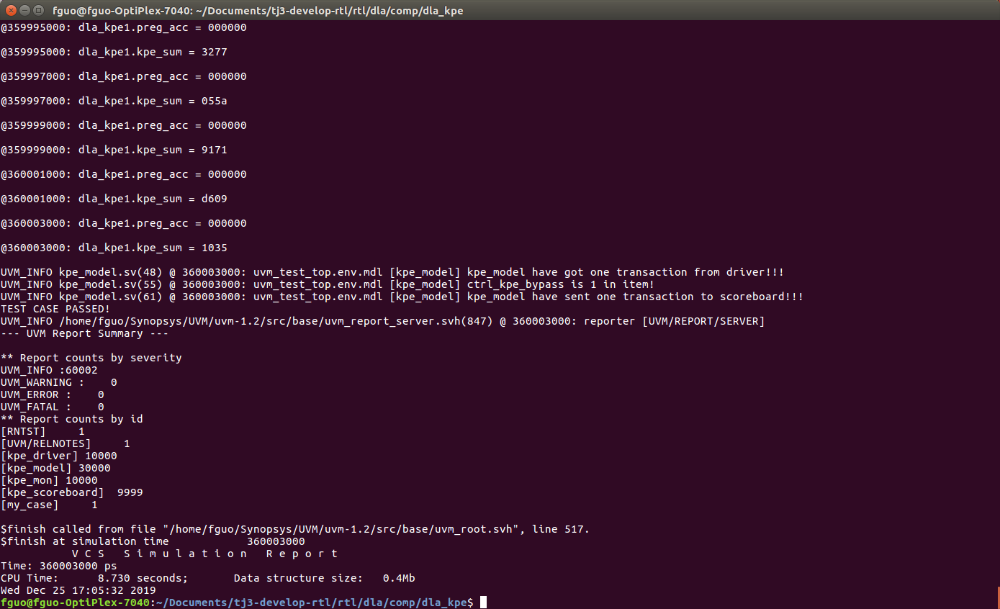 fguo@fguo-OptiPlex-7040: ~/Documents/tj3-develop-rtl/rtl/dla/comp/dla_kpe
@359995000: dla_kpe1.preg_acc = 000000
@359995000: dla_kpe1.kpe_sum = 3277
@359997000: dla_kpe1.preg_acc = 000000
@359997000: dla_kpe1.kpe_sum = 055a
@359999000: dla_kpe1.preg_acc = 000000
@359999000: dla_kpe1.kpe_sum = 9171
@360001000: dla_kpe1.preg_acc = 000000
@360001000: dla_kpe1.kpe_sum = d609
@360003000: dla_kpe1.preg_acc = 000000
@360003000: dla_kpe1.kpe_sum = 1035
UVM_INFO kpe_model.sv(48) @ 360003000: uvm_test_top.env.mdl [kpe_model] kpe_model have got one transaction from driver!!!
UVM_INFO kpe_model.sv(55) @ 360003000: uvm_test_top.env.mdl [kpe_model] ctrl_kpe_bypass is 1 in item!
UVM_INFO kpe_model.sv(61) @ 360003000: uvm_test_top.env.mdl [kpe_model] kpe_model have sent one transaction to scoreboard!!!
TEST CASE PASSED!
UVM_INFO /home/fguo/Synopsys/UVM/uvm-1.2/src/base/uvm_report_server.svh(847) @ 360003000: reporter [UVM/REPORT/SERVER]
--- UVM Report Summary ---
** Report counts by severity
UVM_INFO :60002
UVM_WARNING :    0
UVM_ERROR :    0
UVM_FATAL :    0
** Report counts by id
[RNTST]     1
[UVM/RELNOTES]     1
[kpe_driver] 10000
[kpe_model] 30000
[kpe_mon] 10000
[kpe_scoreboard]  9999
[my_case]     1
$finish called from file "/home/fguo/Synopsys/UVM/uvm-1.2/src/base/uvm_root.svh", line 517.
$finish at simulation time            360003000
V C S   S i m u l a t i o n   R e p o r t
Time: 360003000 ps
CPU Time:      8.730 seconds;       Data structure size:   0.4Mb
Wed Dec 25 17:05:32 2019
fguo@fguo-OptiPlex-7040:~/Documents/tj3-develop-rtl/rtl/dla/comp/dla_kpe$